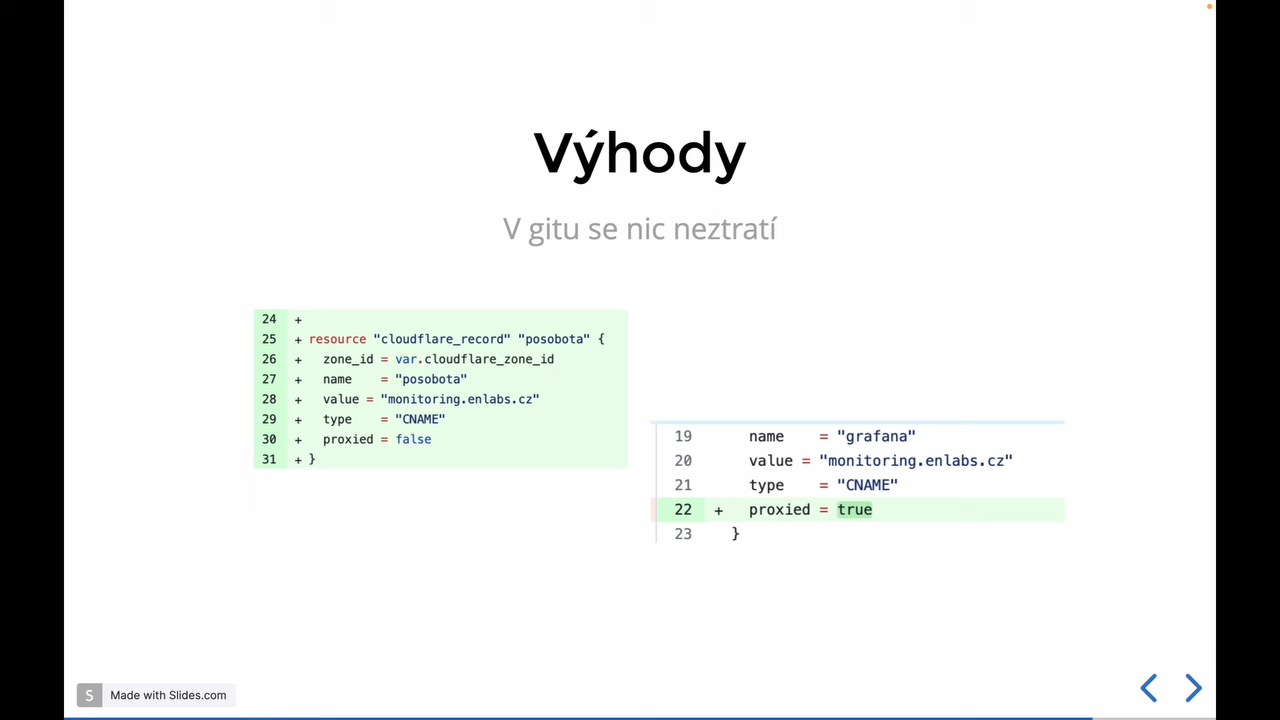 Výhody
V gitu se nic neztratí
24 +
25 + resource "cloudflare_record" "posobota" {
26 + zone_id = var.cloudflare_zone_id
27 + name = "posobota"
28 + value = "monitoring.enlabs.cz"
29 + type = "CNAME"
30 + proxied = false
31 + }
19 name = "grafana"
20 value = "monitoring.enlabs.cz"
21 type = "CNAME"
22 + proxied = true
23 }
S Made with Slides.com